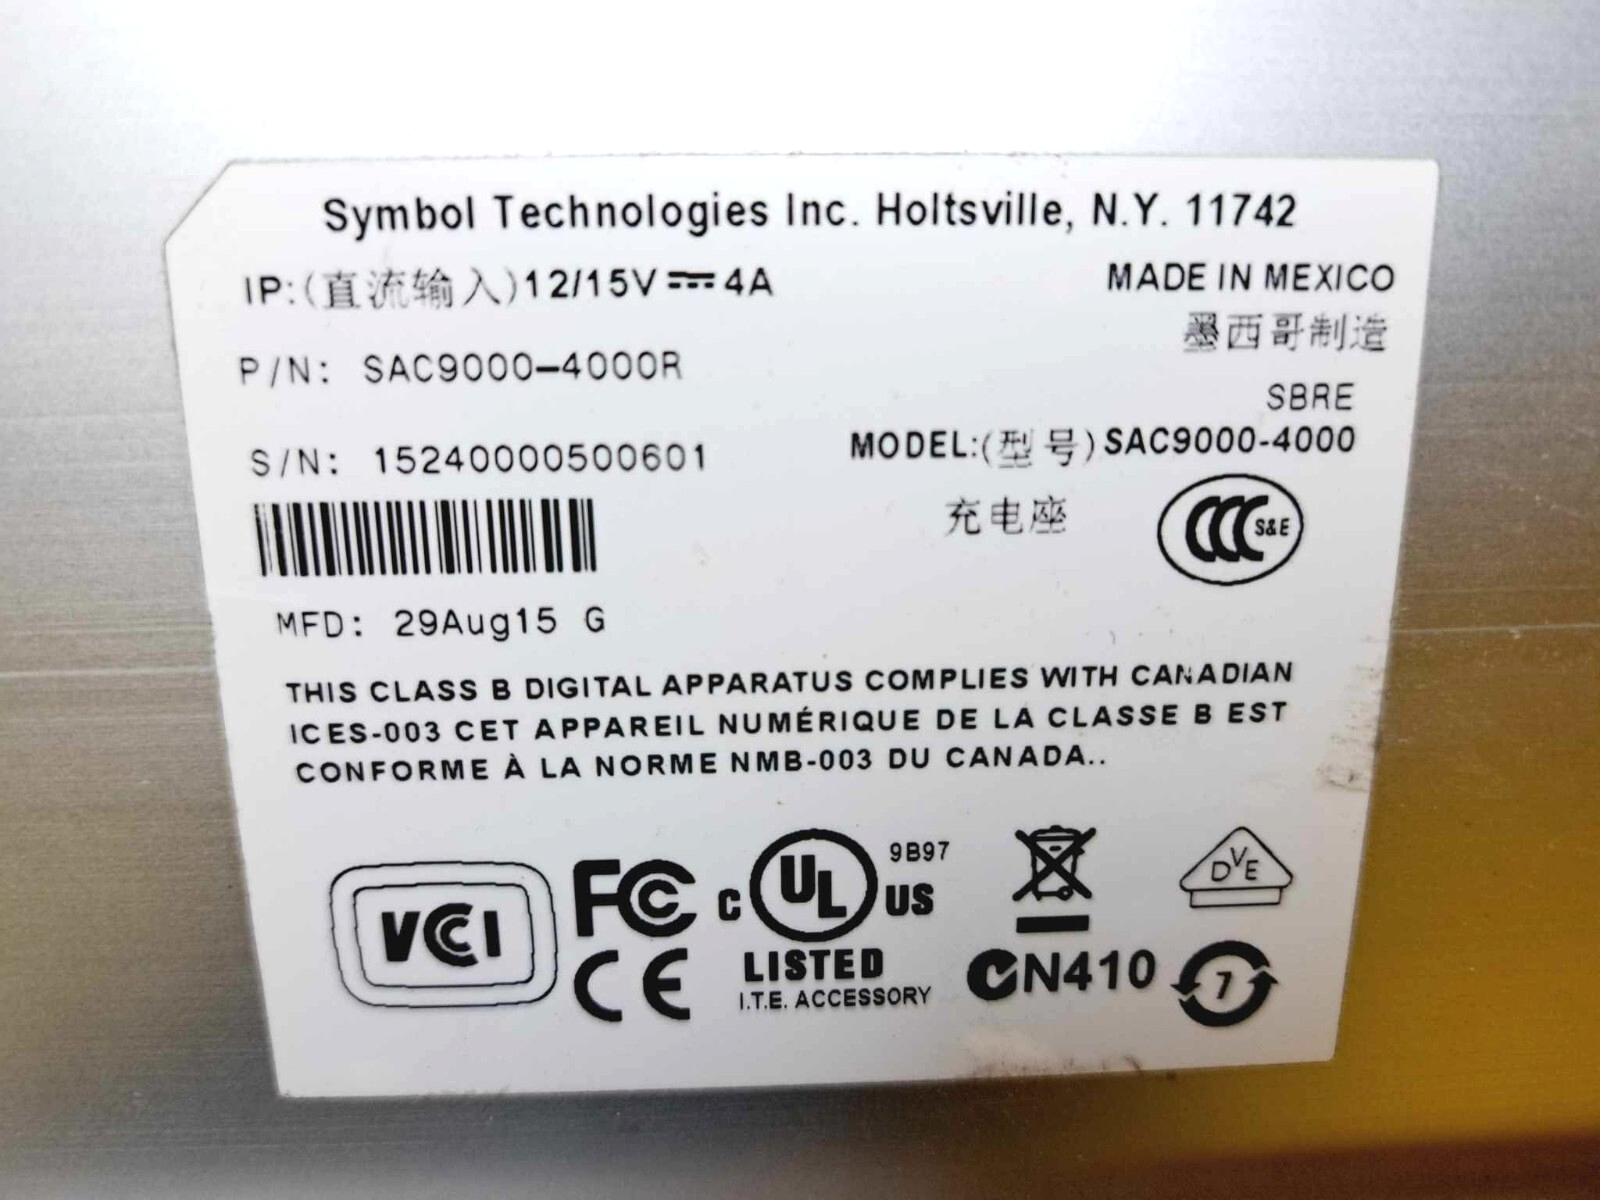 Symbol Technologies Inc. Holtsville, N.Y. 11742
IP:(直流输入)12/15V 4A
MADE IN MEXICO
墨西哥制造
P/N: SAC9000-4000R
SBRE
MODEL:(型号)SAC9000-4000
S/N: 15240000500601
充电座
CCC S&E
MFD: 29Aug15 G
THIS CLASS B DIGITAL APPARATUS COMPLIES WITH CANADIAN
ICES-003 CET APPAREIL NUMÉRIQUE DE LA CLASSE B EST
CONFORME À LA NORME NMB-003 DU CANADA..
VCCI
FC
CE
C UL US
9B97
LISTED
I.T.E. ACCESSORY
DVE
N410
7